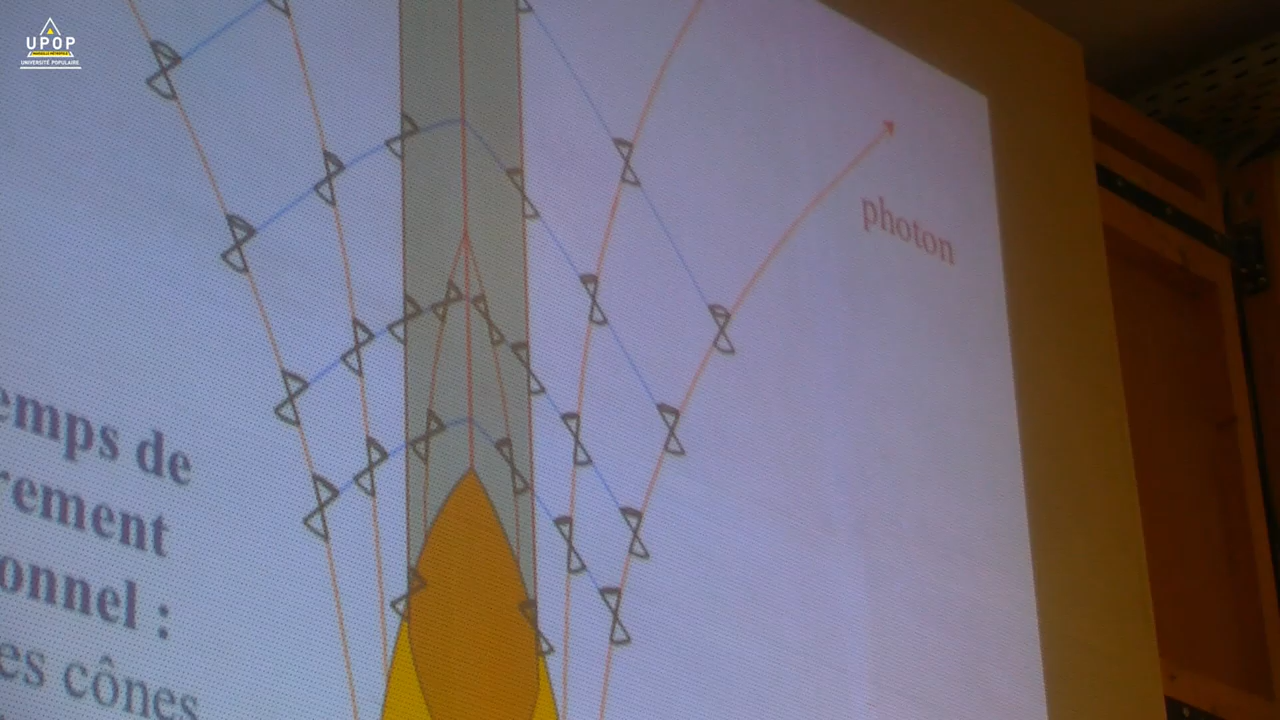 UPOP
UNIVERSITÉ POPULAIRE
photon
emps de
rement
onnel :
es cônes